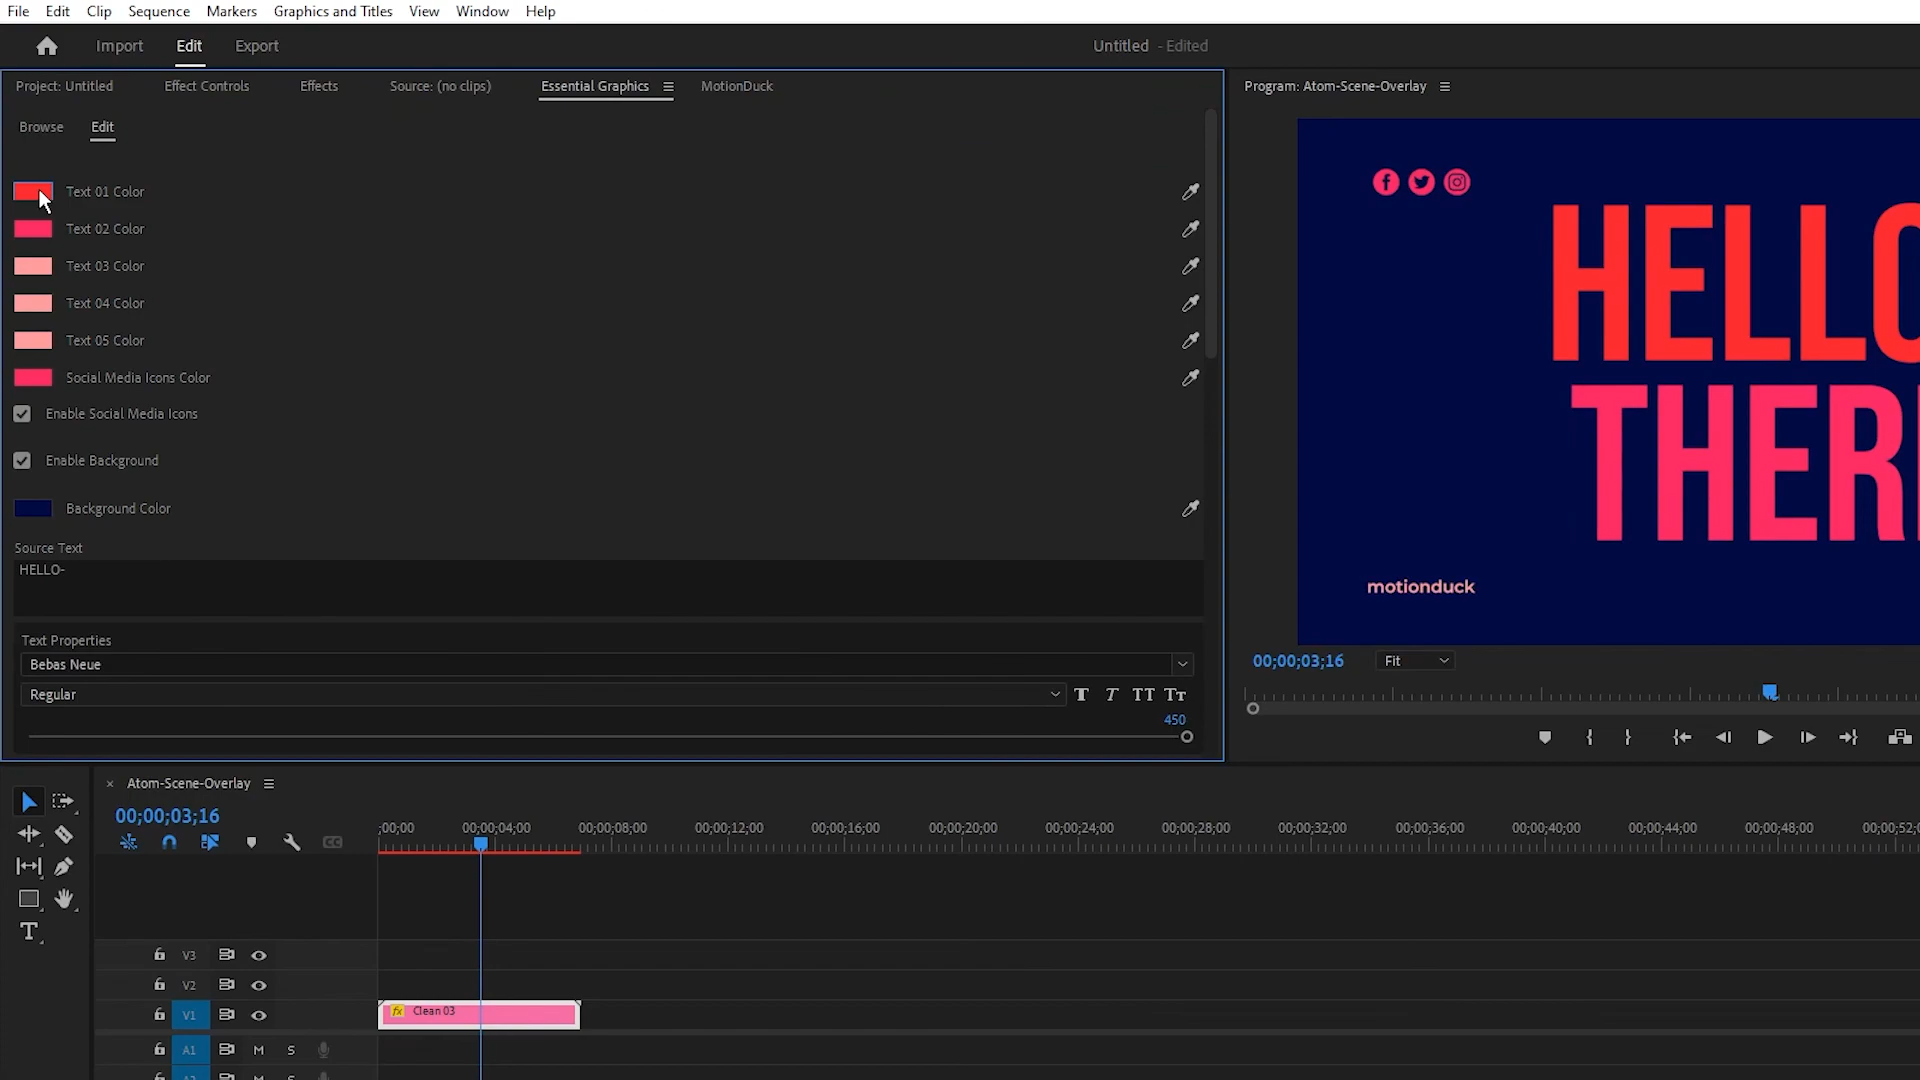 File Edit Clip Sequence Markers Graphics and Titles View Window Help
Import Edit Export Untitled - Edited
Project: Untitled Effect Controls Effects Source: (no clips) Essential Graphics MotionDuck Program: Atom-Scene-Overlay
Browse Edit
Text 01 Color
Text 02 Color
Text 03 Color
Text 04 Color
Text 05 Color
Social Media Icons Color
Enable Social Media Icons
Enable Background
Background Color
Source Text
HELLO-
Text Properties
Bebas Neue
Regular T T TT Tт
450
HELLO
THER
motionduck
00;00;03;16 Fit
× Atom-Scene-Overlay
00;00;03;16
;00;00 00;00;04;00 00;00;08;00 00;00;12;00 00;00;16;00 00;00;20;00 00;00;24;00 00;00;28;00 00;00;32;00 00;00;36;00 00;00;40;00 00;00;44;00 00;00;48;00 00;00;52;0
CC
T
V3
V2
V1 fx Clean 03
A1 M S